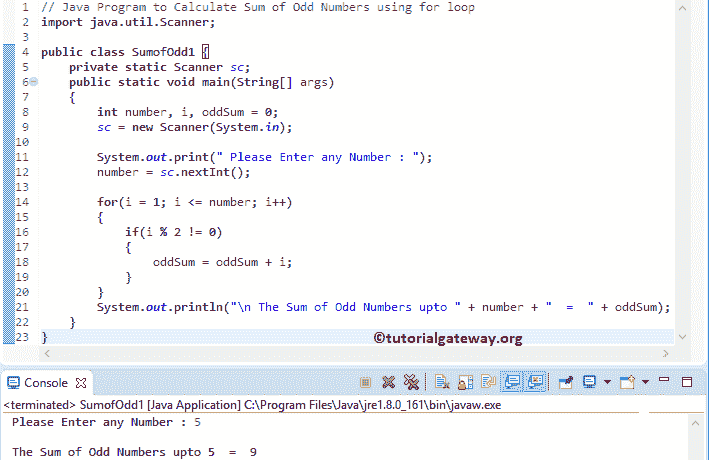 1 // Java Program to Calculate Sum of Odd Numbers using for loop
2 import java.util.Scanner;
3
4 public class SumofOdd1 {
5     private static Scanner sc;
6     public static void main(String[] args)
7     {
8         int number, i, oddSum = 0;
9         sc = new Scanner(System.in);
10
11         System.out.print(" Please Enter any Number : ");
12         number = sc.nextInt();
13
14         for(i = 1; i <= number; i++)
15         {
16             if(i % 2 != 0)
17             {
18                 oddSum = oddSum + i;
19             }
20         }
21         System.out.println("\n The Sum of Odd Numbers upto " + number + "  =  " + oddSum);
22     }
23 }
©tutorialgateway.org
Console
<terminated> SumofOdd1 [Java Application] C:\Program Files\Java\jre1.8.0_161\bin\javaw.exe
Please Enter any Number : 5
The Sum of Odd Numbers upto 5  =  9